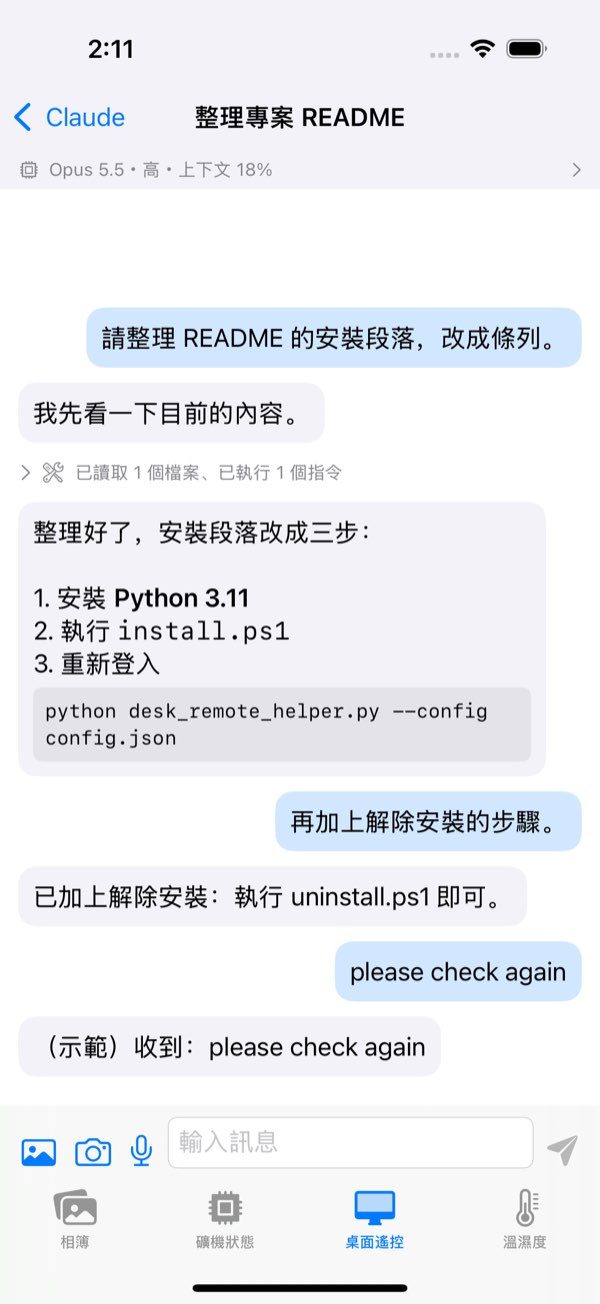 2:11
Claude
整理專案 README
Opus 5.5・高・上下文 18%
請整理 README 的安裝段落，改成條列。
我先看一下目前的內容。
已讀取 1 個檔案、已執行 1 個指令
整理好了，安裝段落改成三步：
1. 安裝 Python 3.11
2. 執行 install.ps1
3. 重新登入
python desk_remote_helper.py --config
config.json
再加上解除安裝的步驟。
已加上解除安裝：執行 uninstall.ps1 即可。
please check again
（示範）收到：please check again
輸入訊息
相簿
礦機狀態
桌面遙控
溫濕度